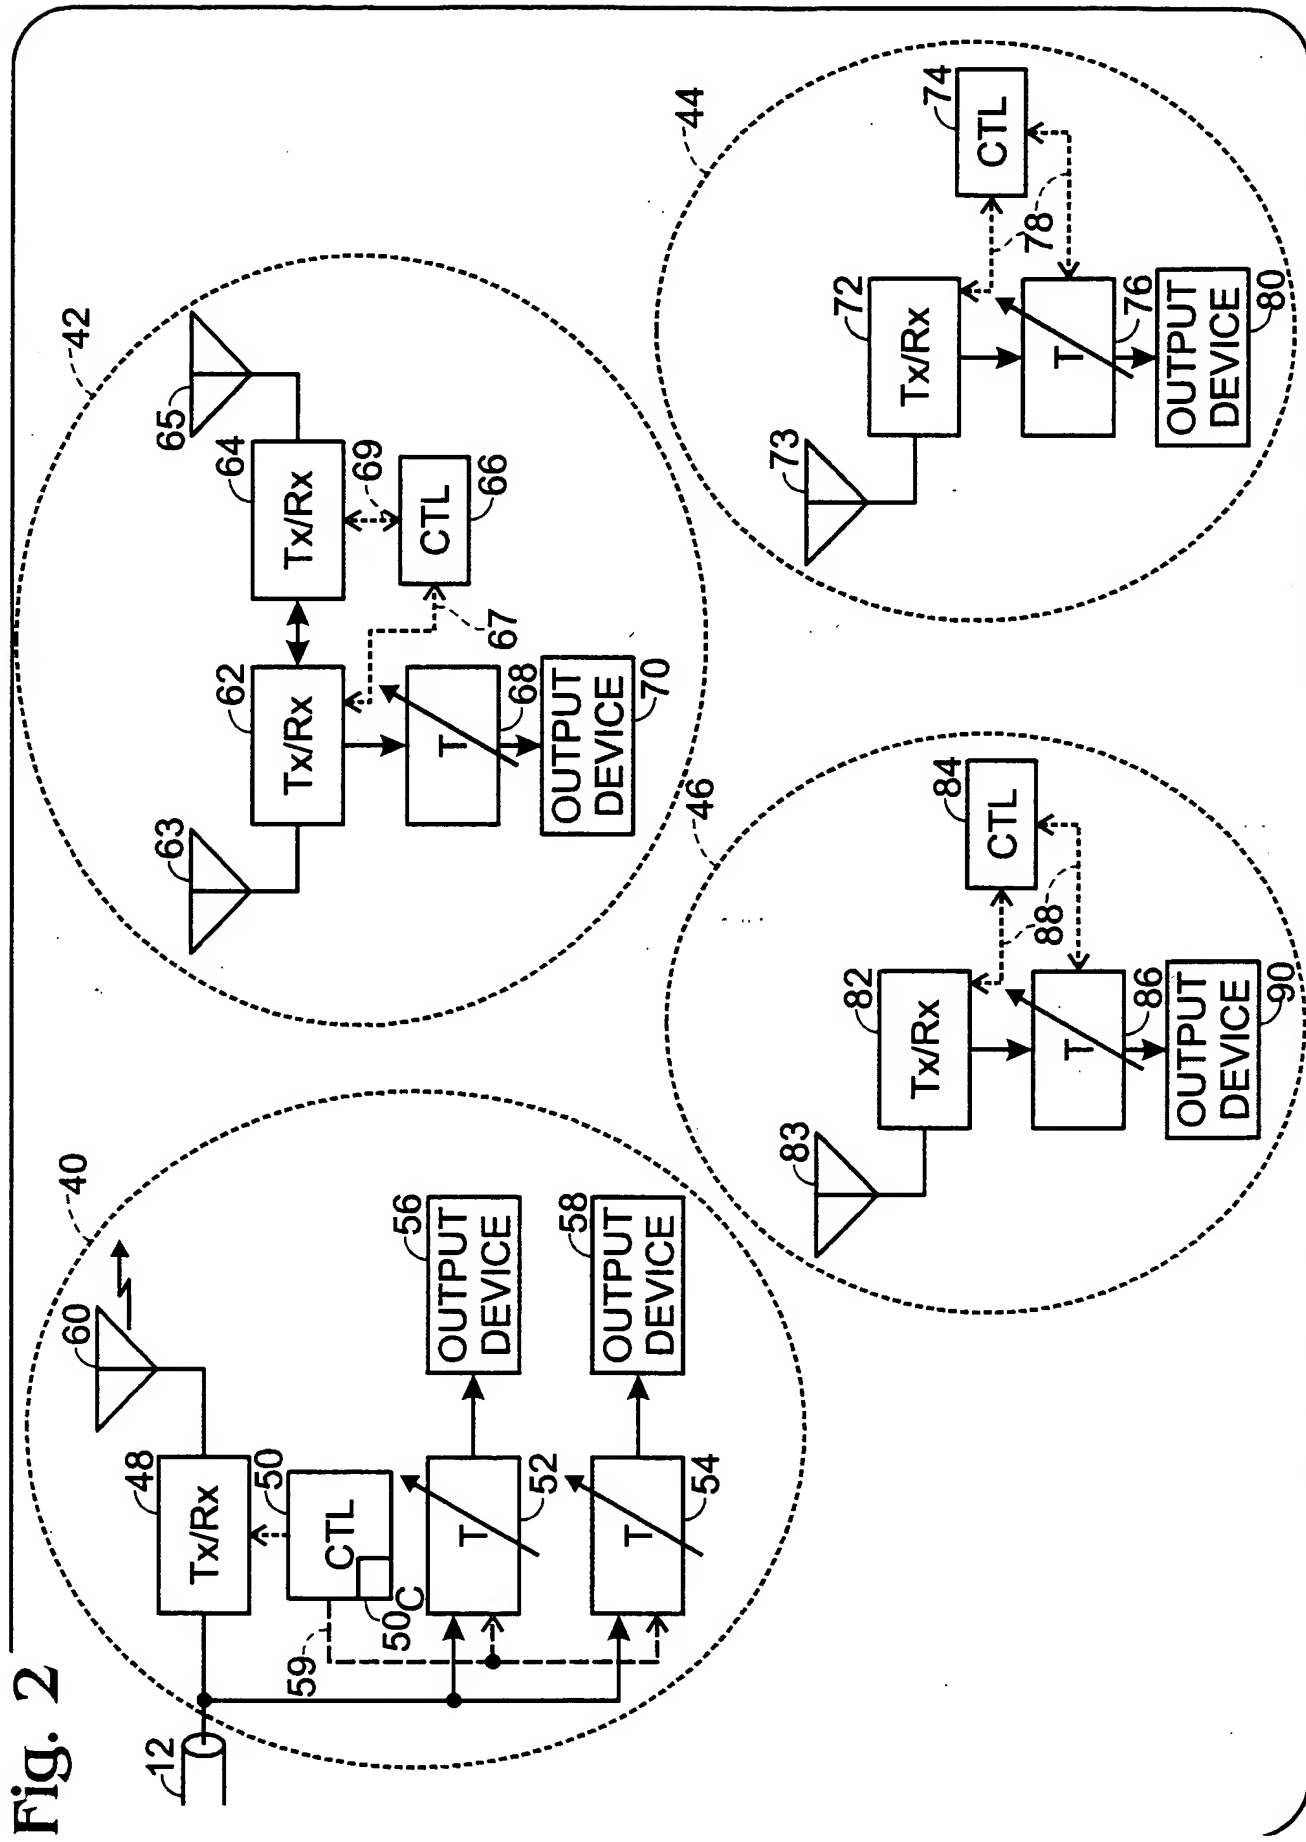 Fig. 2
12
40
60
48
Tx/Rx
50
CTL
50C
59
52
T
56
OUTPUT
DEVICE
54
T
58
OUTPUT
DEVICE
42
63
62
Tx/Rx
64
Tx/Rx
65
69
66
CTL
67
68
T
70
OUTPUT
DEVICE
46
83
82
Tx/Rx
84
CTL
88
86
T
90
OUTPUT
DEVICE
44
73
72
Tx/Rx
74
CTL
78
76
T
80
OUTPUT
DEVICE